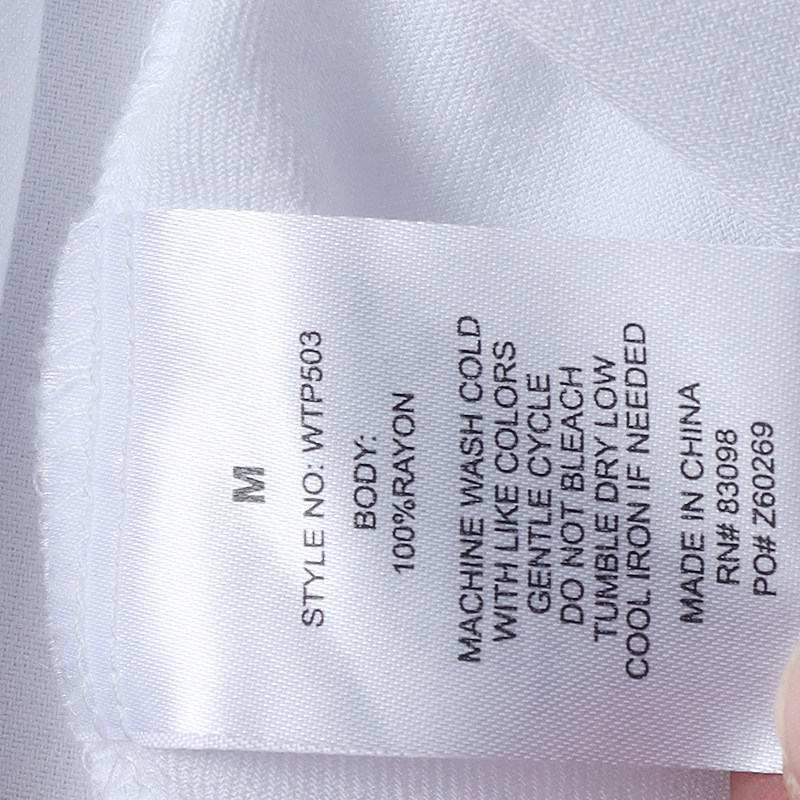 M
STYLE NO: WTP503
BODY:
100%RAYON
MACHINE WASH COLD
WITH LIKE COLORS
GENTLE CYCLE
DO NOT BLEACH
TUMBLE DRY LOW
COOL IRON IF NEEDED
MADE IN CHINA
RN# 83098
PO# Z60269